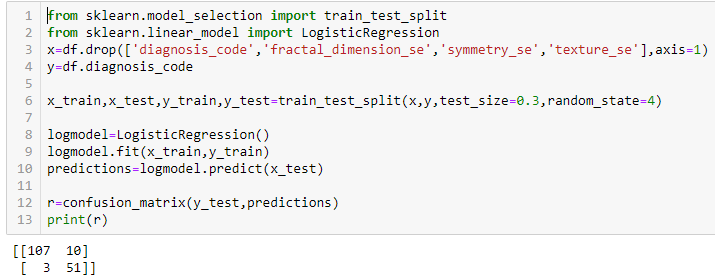 1 from sklearn.model_selection import train_test_split
2 from sklearn.linear_model import LogisticRegression
3 x=df.drop(['diagnosis_code','fractal_dimension_se','symmetry_se','texture_se'],axis=1)
4 y=df.diagnosis_code
5
6 x_train,x_test,y_train,y_test=train_test_split(x,y,test_size=0.3,random_state=4)
7
8 logmodel=LogisticRegression()
9 logmodel.fit(x_train,y_train)
10 predictions=logmodel.predict(x_test)
11
12 r=confusion_matrix(y_test,predictions)
13 print(r)
[[107 10]
[ 3 51]]